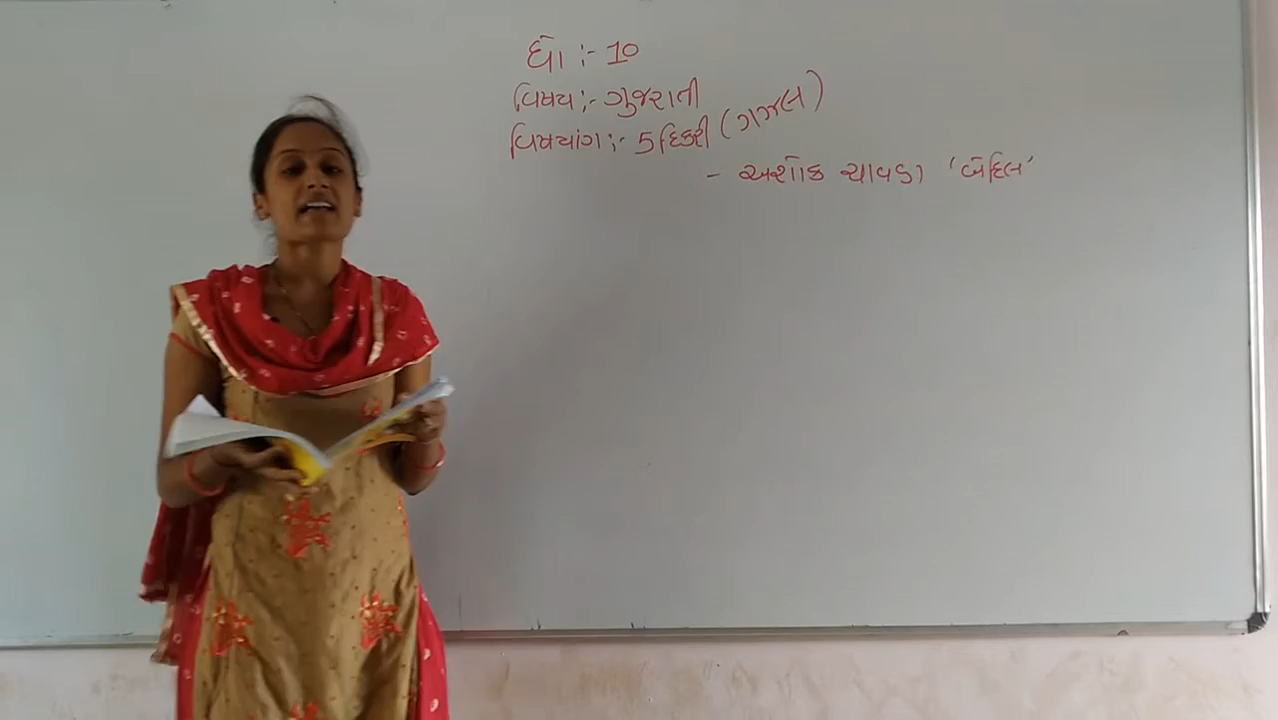 ધો :- 10
વિષય :- ગુજરાતી
વિષયાંગ :- 5 દિકરી (ગઝલ)
- અશોક ચાવડા 'બેદિલ'